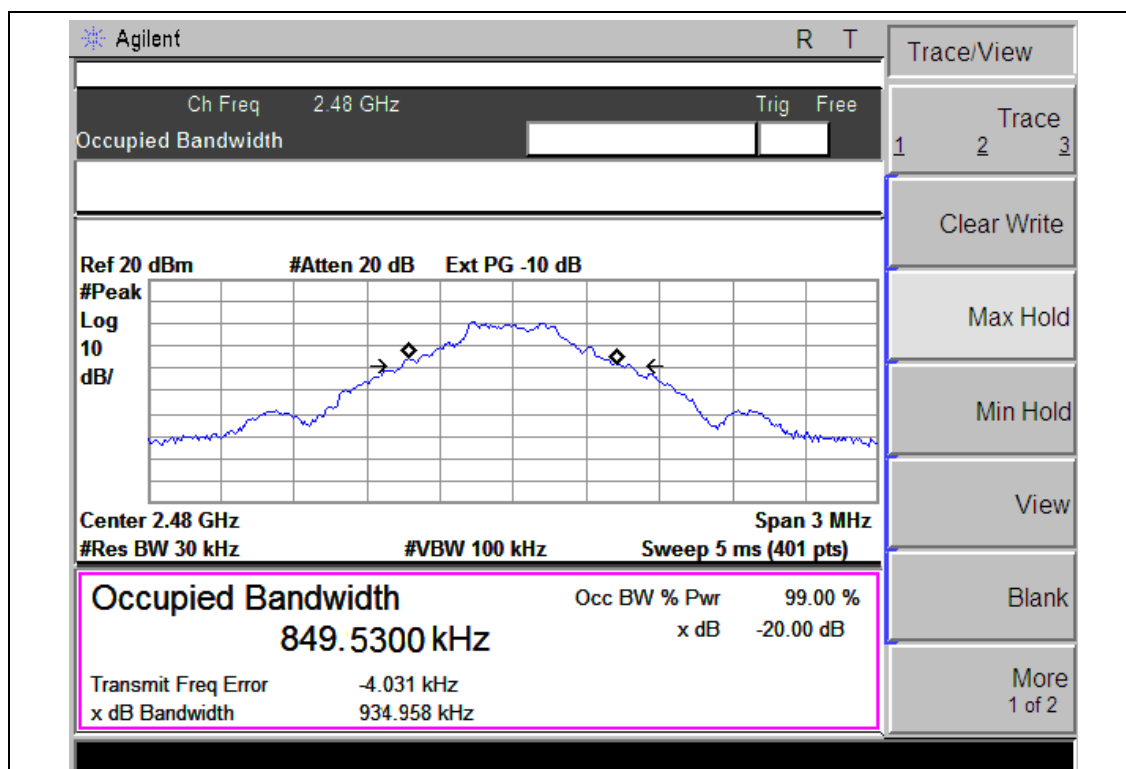 Agilent R T
Ch Freq 2.48 GHz Trig Free
Occupied Bandwidth
Ref 20 dBm #Atten 20 dB Ext PG -10 dB
#Peak
Log
10
dB/
Center 2.48 GHz Span 3 MHz
#Res BW 30 kHz #VBW 100 kHz Sweep 5 ms (401 pts)
Occupied Bandwidth
849.5300 kHz
Occ BW % Pwr 99.00 %
x dB -20.00 dB
Transmit Freq Error -4.031 kHz
x dB Bandwidth 934.958 kHz
Trace/View
Trace
1 2 3
Clear Write
Max Hold
Min Hold
View
Blank
More
1 of 2